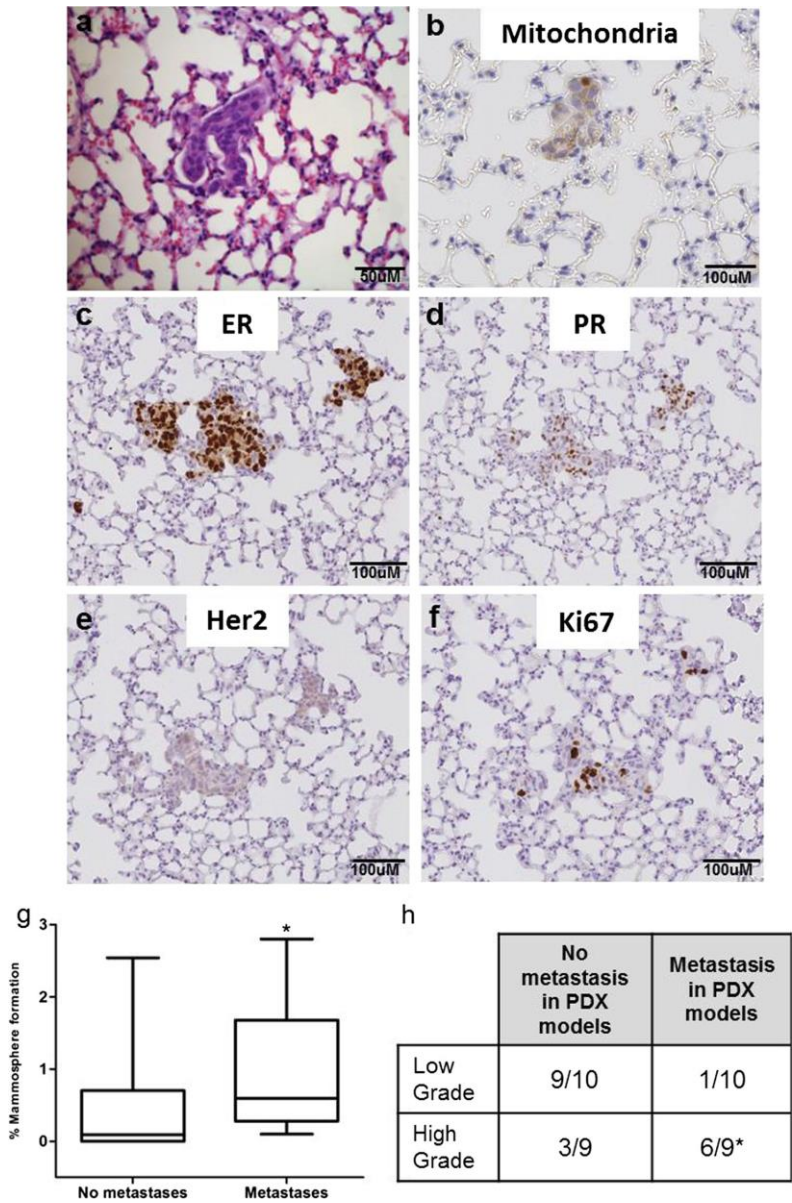 a
50uM
b
Mitochondria
100uM
c
ER
100uM
d
PR
100uM
e
Her2
100uM
f
Ki67
100uM
g
% Mammosphere formation
3
2
1
0
*
No metastases
Metastases
h
No
metastasis
in PDX
models
Metastasis
in PDX
models
Low
Grade
9/10
1/10
High
Grade
3/9
6/9*